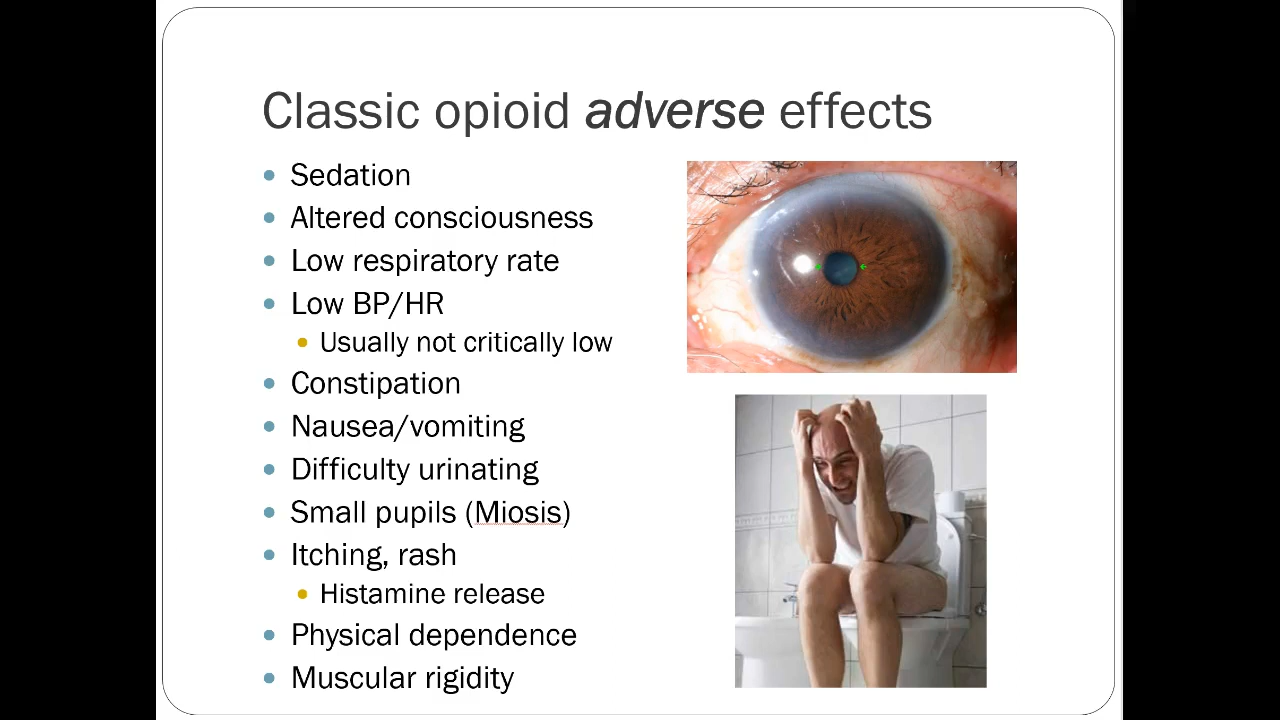 Classic opioid adverse effects
Sedation
Altered consciousness
Low respiratory rate
Low BP/HR
Usually not critically low
Constipation
Nausea/vomiting
Difficulty urinating
Small pupils (Miosis)
Itching, rash
Histamine release
Physical dependence
Muscular rigidity